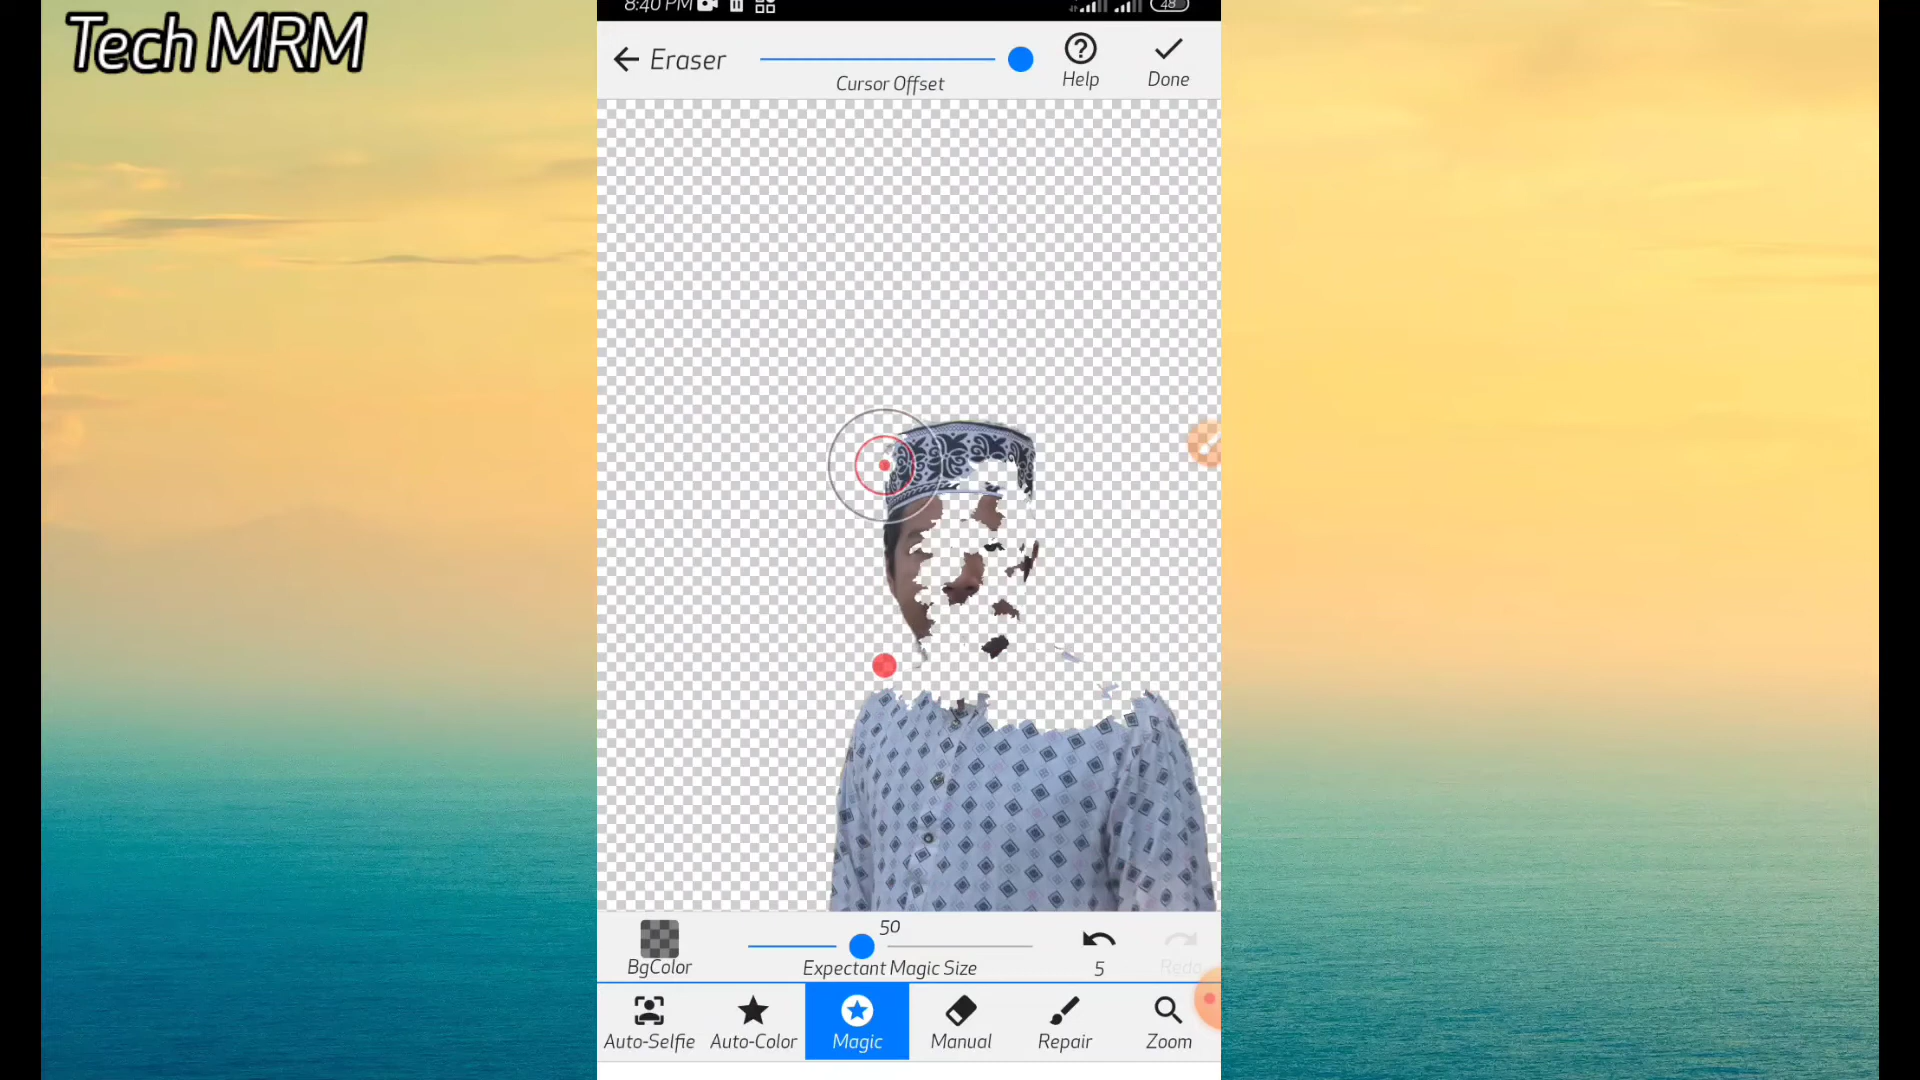 Tech MRM
8:40 PM
48
Eraser
Cursor Offset
Help
Done
50
BgColor
Expectant Magic Size
5
Redo
Auto-Selfie
Auto-Color
Magic
Manual
Repair
Zoom